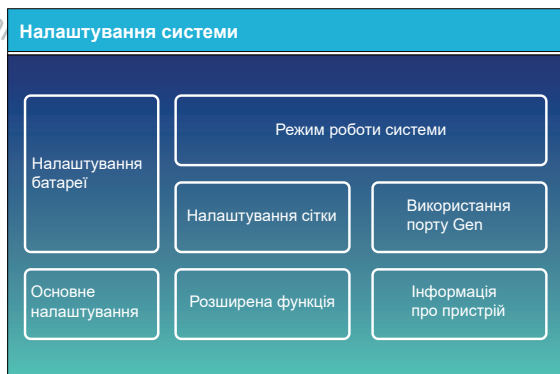 Налаштування системи
Режим роботи системи
Налаштування
батареї
Налаштування сітки
Використання
порту Gen
Основне
налаштування
Розширена функція
Інформація
про пристрій